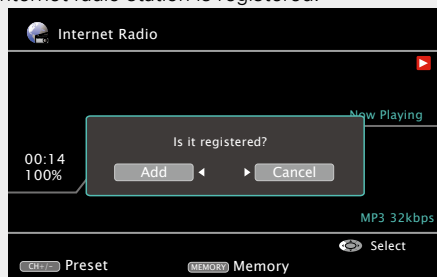 nternet radio station is registered.
Internet Radio
Now Playing
Is it registered?
Add Cancel
00:14
100%
MP3 32kbps
Select
CH+/- Preset MEMORY Memory